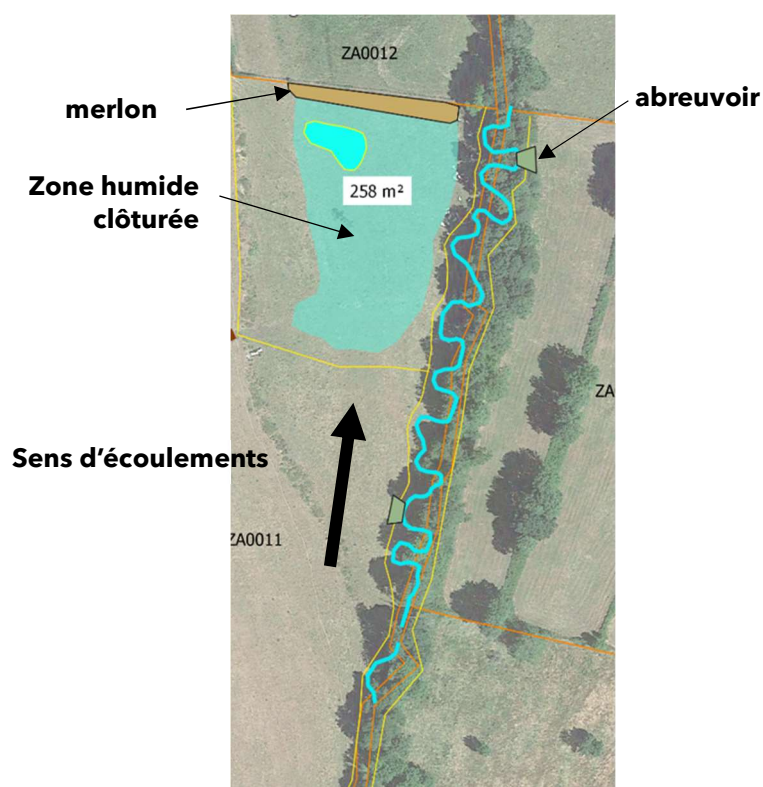 ZA0012
merlon
abreuvoir
Zone humide
clôturée
258 m²
ZA
Sens d’écoulements
ZA0011